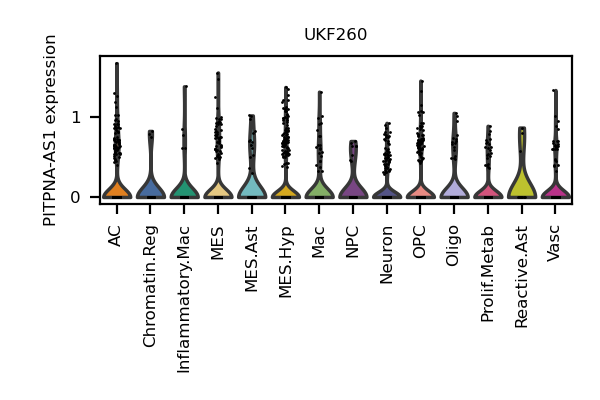 UKF260
PITPNA-AS1 expression
1
0
AC
Chromatin.Reg
Inflammatory.Mac
MES
MES.Ast
MES.Hyp
Mac
NPC
Neuron
OPC
Oligo
Prolif.Metab
Reactive.Ast
Vasc